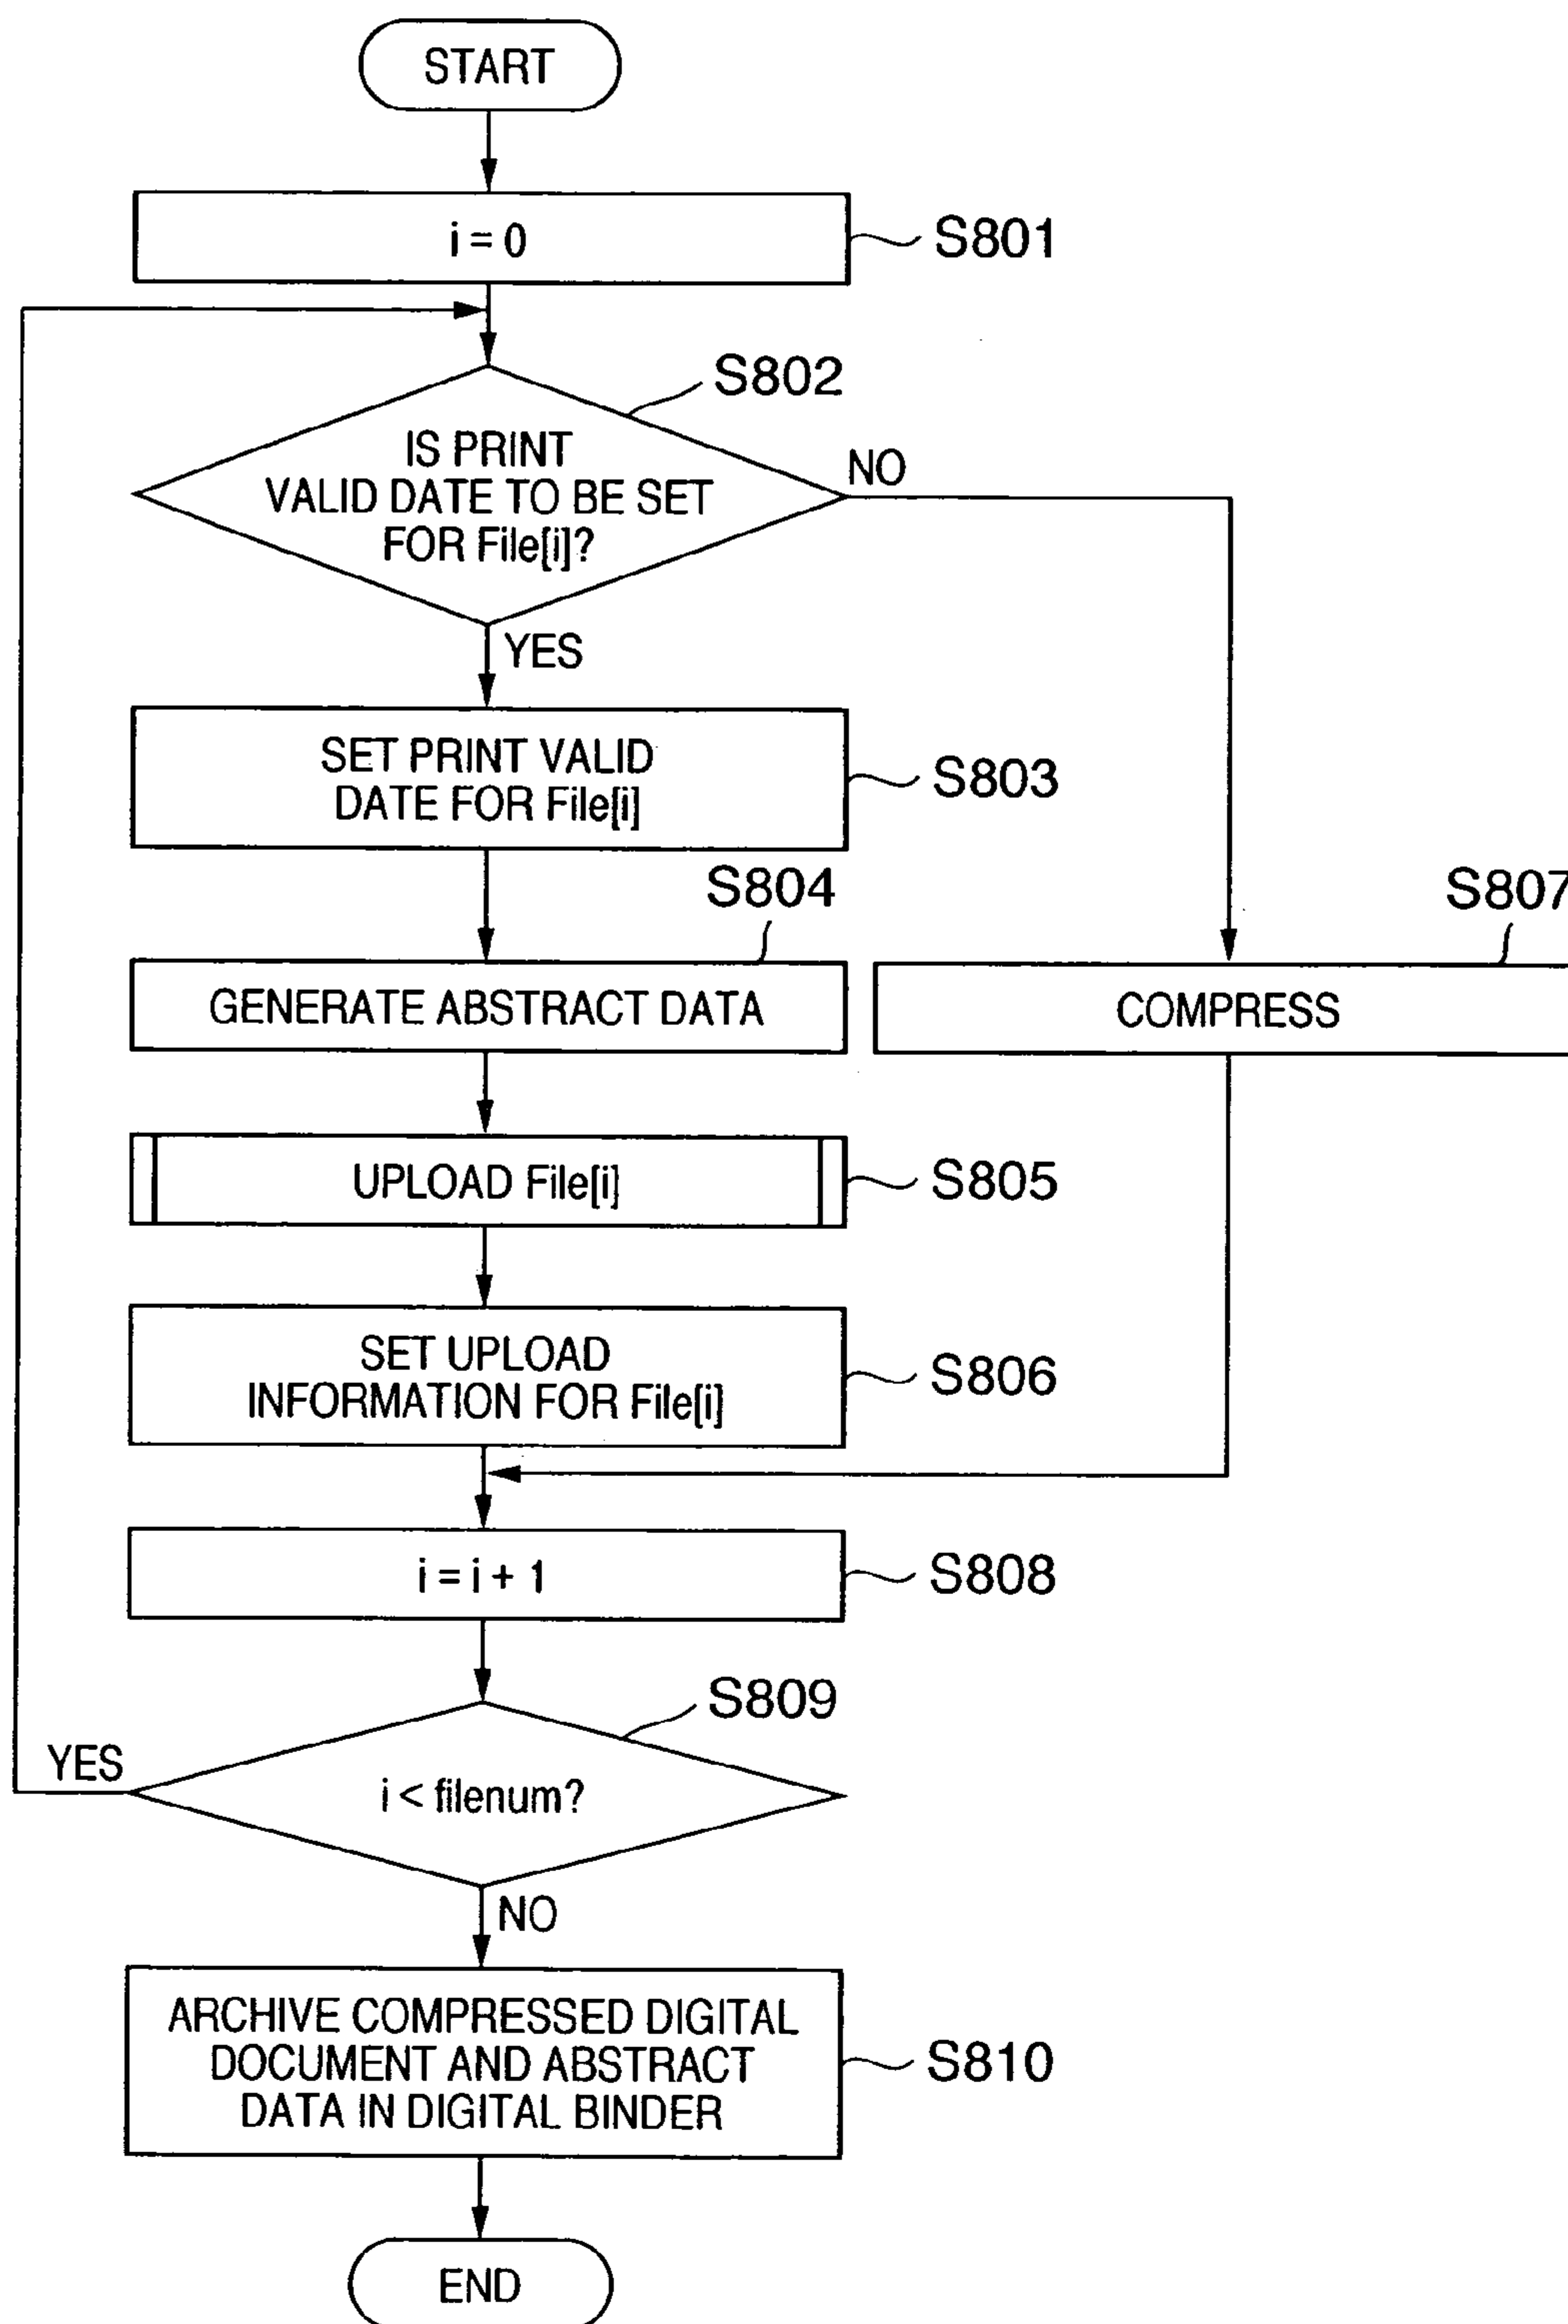 START
i = 0
S801
S802
IS PRINT
VALID DATE TO BE SET
FOR File[i]?
NO
YES
SET PRINT VALID
DATE FOR File[i]
S803
S804
GENERATE ABSTRACT DATA
S807
COMPRESS
UPLOAD File[i]
S805
SET UPLOAD
INFORMATION FOR File[i]
S806
i = i + 1
S808
S809
YES
i < filenum?
NO
ARCHIVE COMPRESSED DIGITAL
DOCUMENT AND ABSTRACT
DATA IN DIGITAL BINDER
S810
END